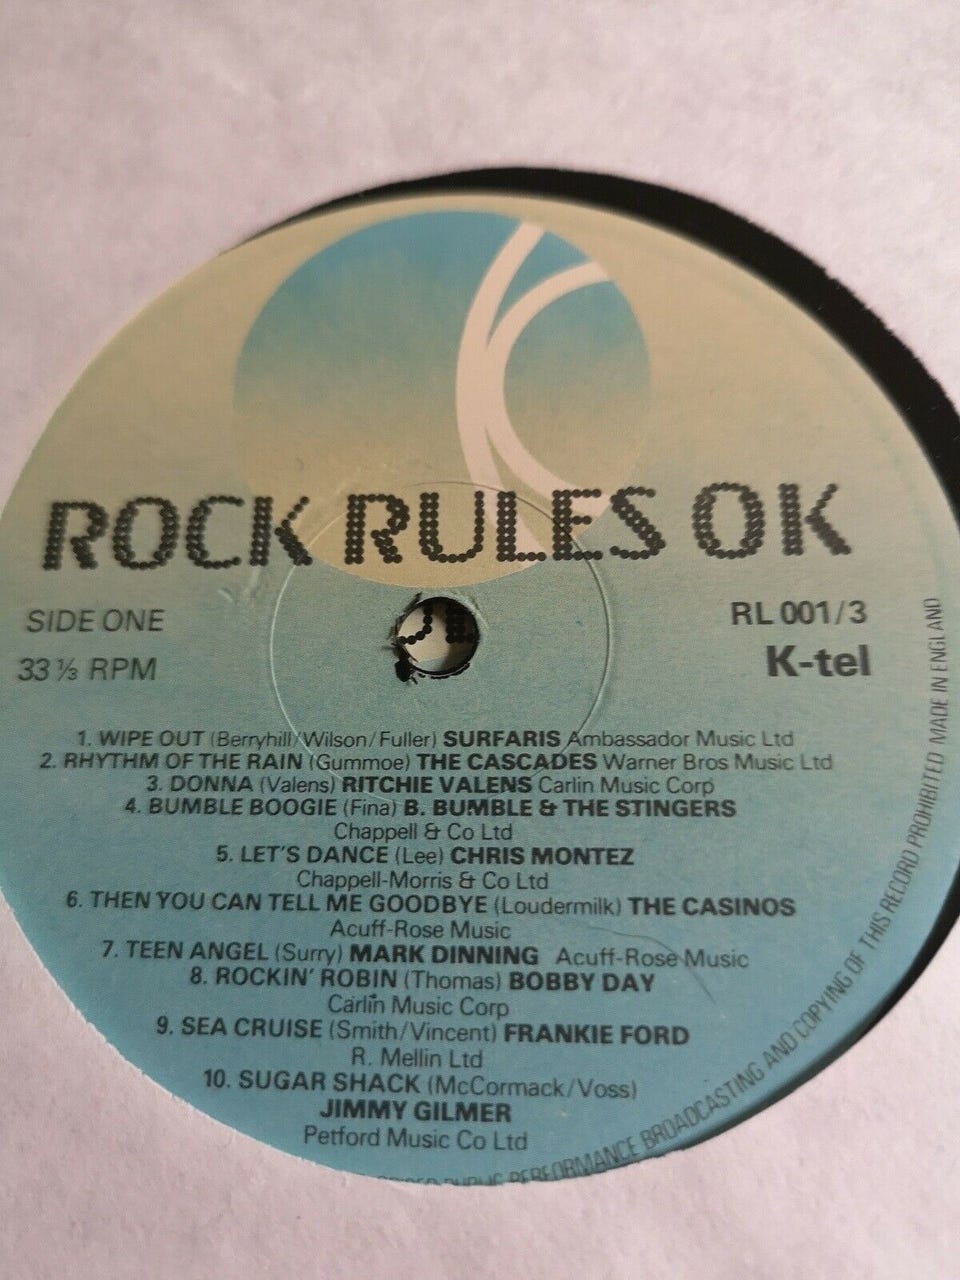 ROCK RULES OK
SIDE ONE
RL 001/3
33 ⅓ RPM
K-tel
1. WIPE OUT (Berryhill/Wilson/Fuller) SURFARIS Ambassador Music Ltd
2. RHYTHM OF THE RAIN (Gummoe) THE CASCADES Warner Bros Music Ltd
3. DONNA (Valens) RITCHIE VALENS Carlin Music Corp
4. BUMBLE BOOGIE (Fina) B. BUMBLE & THE STINGERS
Chappell & Co Ltd
5. LET'S DANCE (Lee) CHRIS MONTEZ
Chappell-Morris & Co Ltd
6. THEN YOU CAN TELL ME GOODBYE (Loudermilk) THE CASINOS
Acuff-Rose Music
7. TEEN ANGEL (Surry) MARK DINNING Acuff-Rose Music
8. ROCKIN' ROBIN (Thomas) BOBBY DAY
Carlin Music Corp
9. SEA CRUISE (Smith/Vincent) FRANKIE FORD
R. Mellin Ltd
10. SUGAR SHACK (McCormack/Voss)
JIMMY GILMER
Petford Music Co Ltd
PUBLIC PERFORMANCE BROADCASTING AND COPYING OF THIS RECORD PROHIBITED MADE IN ENGLAND